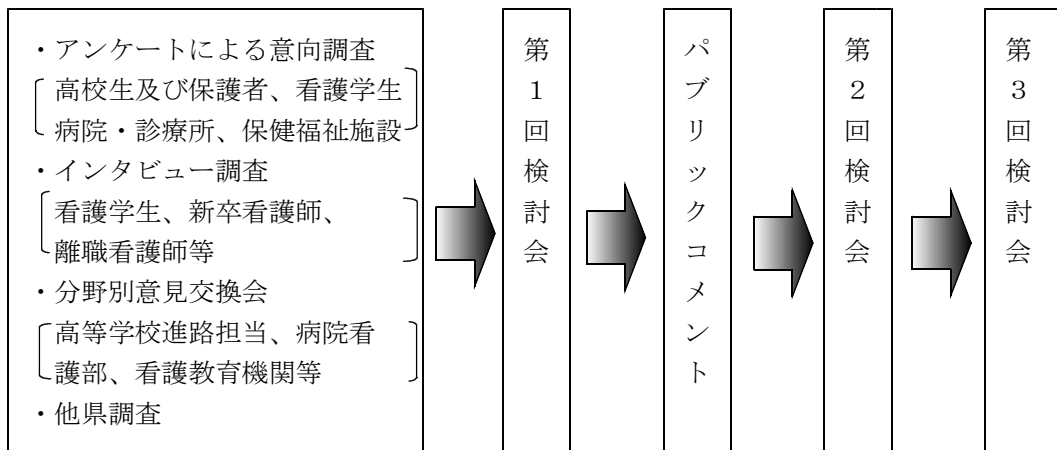 ・アンケートによる意向調査
高校生及び保護者、看護学生
病院・診療所、保健福祉施設
・インタビュー調査
看護学生、新卒看護師、
離職看護師等
・分野別意見交換会
高等学校進路担当、病院看
護部、看護教育機関等
・他県調査
第１回検討会
パブリックコメント
第２回検討会
第３回検討会